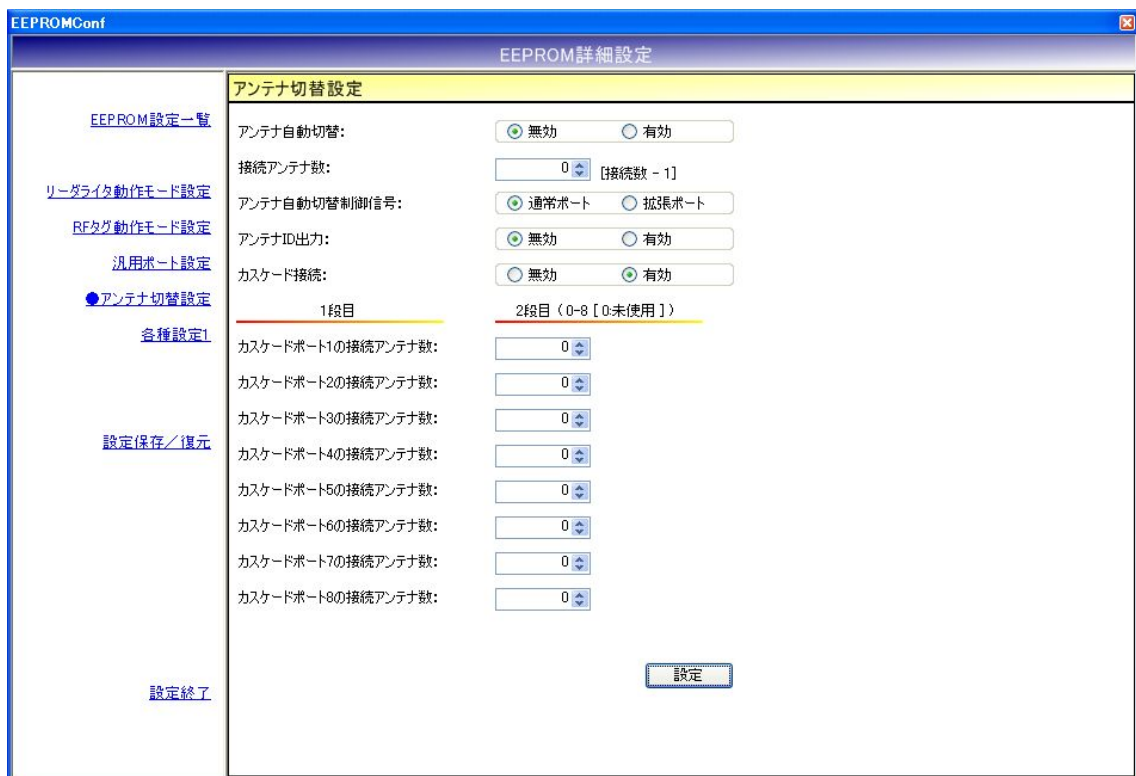 EEPROMConf
EEPROM詳細設定
EEPROM設定一覧
リーダライタ動作モード設定
RFタグ動作モード設定
汎用ポート設定
●アンテナ切替設定
各種設定1
設定保存／復元
設定終了
アンテナ切替設定
アンテナ自動切替: 無効 有効
接続アンテナ数: 0 [接続数 - 1]
アンテナ自動切替制御信号: 通常ポート 拡張ポート
アンテナID出力: 無効 有効
カスケード接続: 無効 有効
1段目 2段目（0-8 [ 0:未使用 ]）
カスケードポート1の接続アンテナ数: 0
カスケードポート2の接続アンテナ数: 0
カスケードポート3の接続アンテナ数: 0
カスケードポート4の接続アンテナ数: 0
カスケードポート5の接続アンテナ数: 0
カスケードポート6の接続アンテナ数: 0
カスケードポート7の接続アンテナ数: 0
カスケードポート8の接続アンテナ数: 0
設定